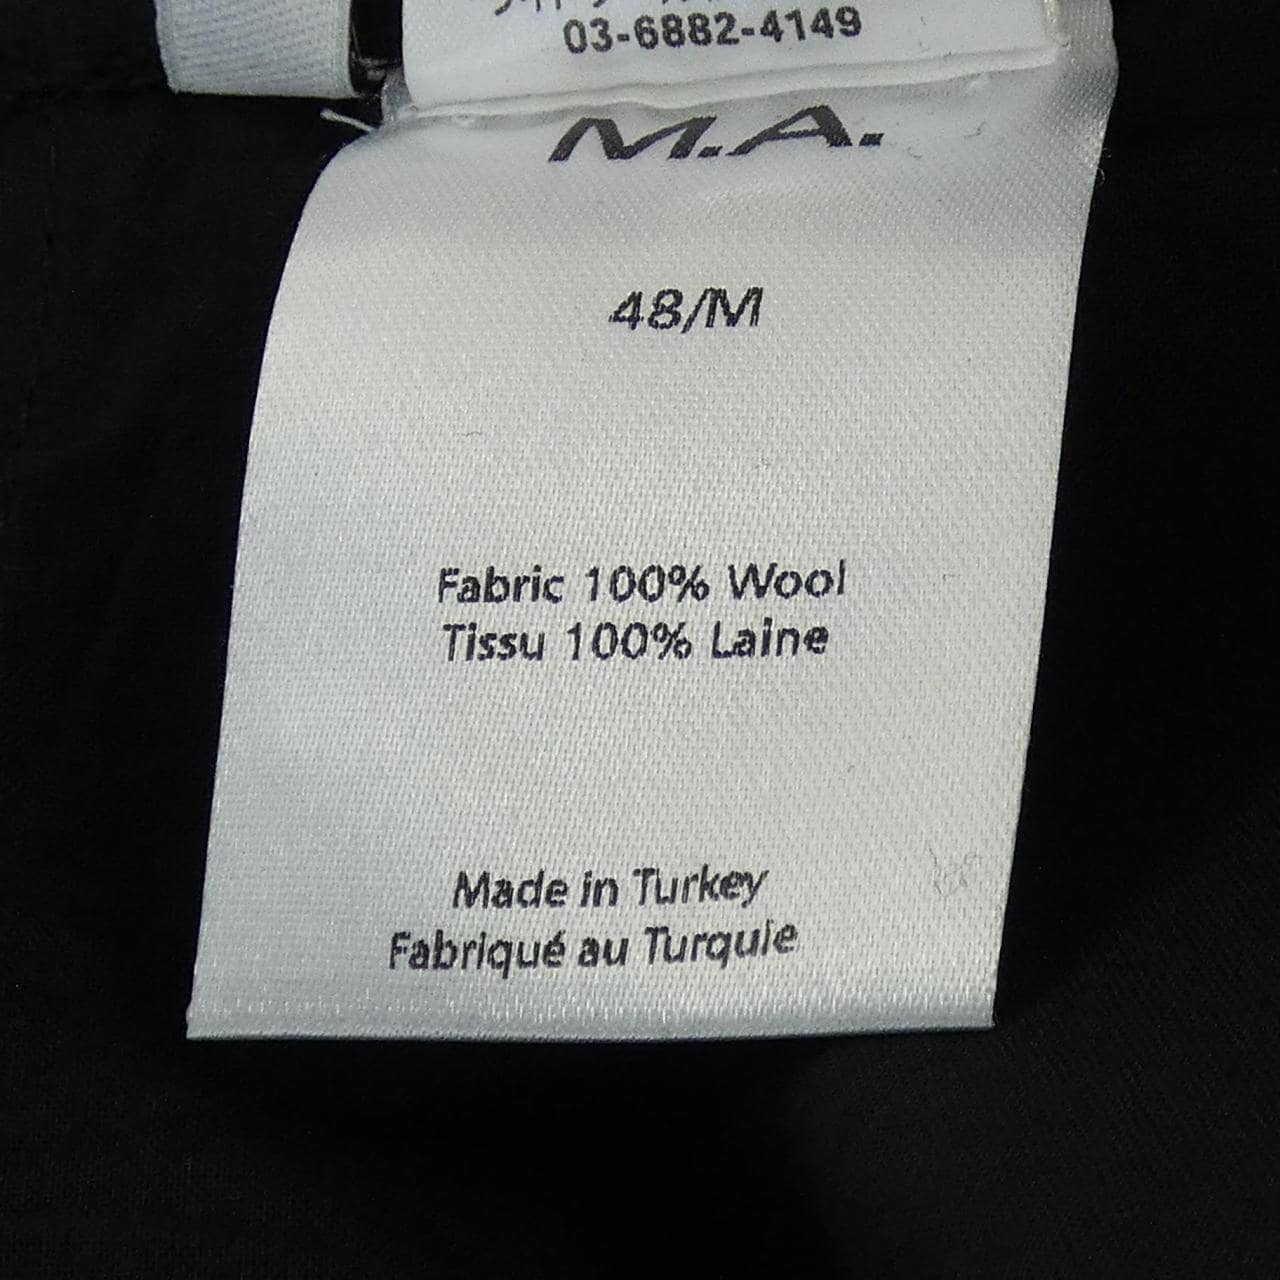 03-6882-4149
M.A.
48/M
Fabric 100% Wool
Tissu 100% Laine
Made in Turkey
Fabriqué au Turquie